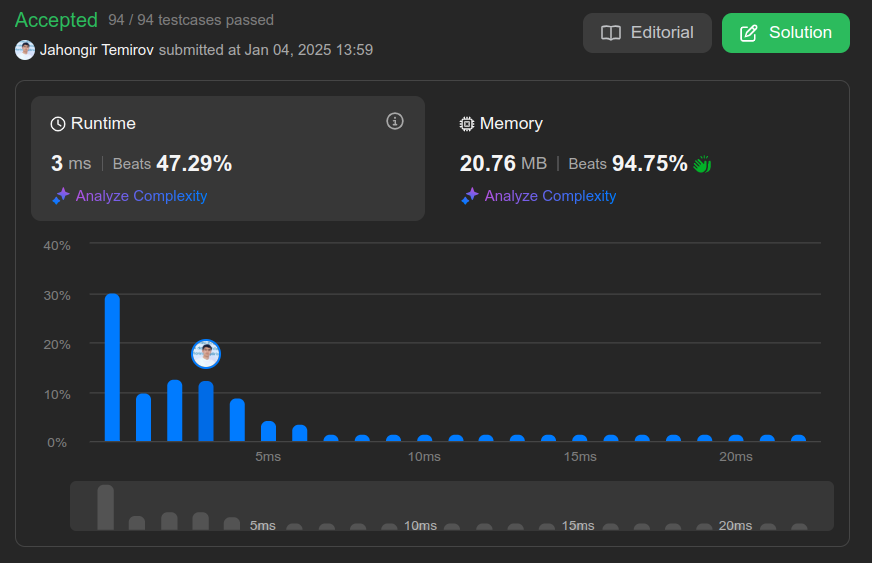 Accepted 94 / 94 testcases passed
Jahongir Temirov submitted at Jan 04, 2025 13:59
Editorial
Solution
Runtime
3 ms | Beats 47.29%
Analyze Complexity
Memory
20.76 MB | Beats 94.75%
Analyze Complexity
40%
30%
20%
10%
0%
5ms 10ms 15ms 20ms
5ms 10ms 15ms 20ms